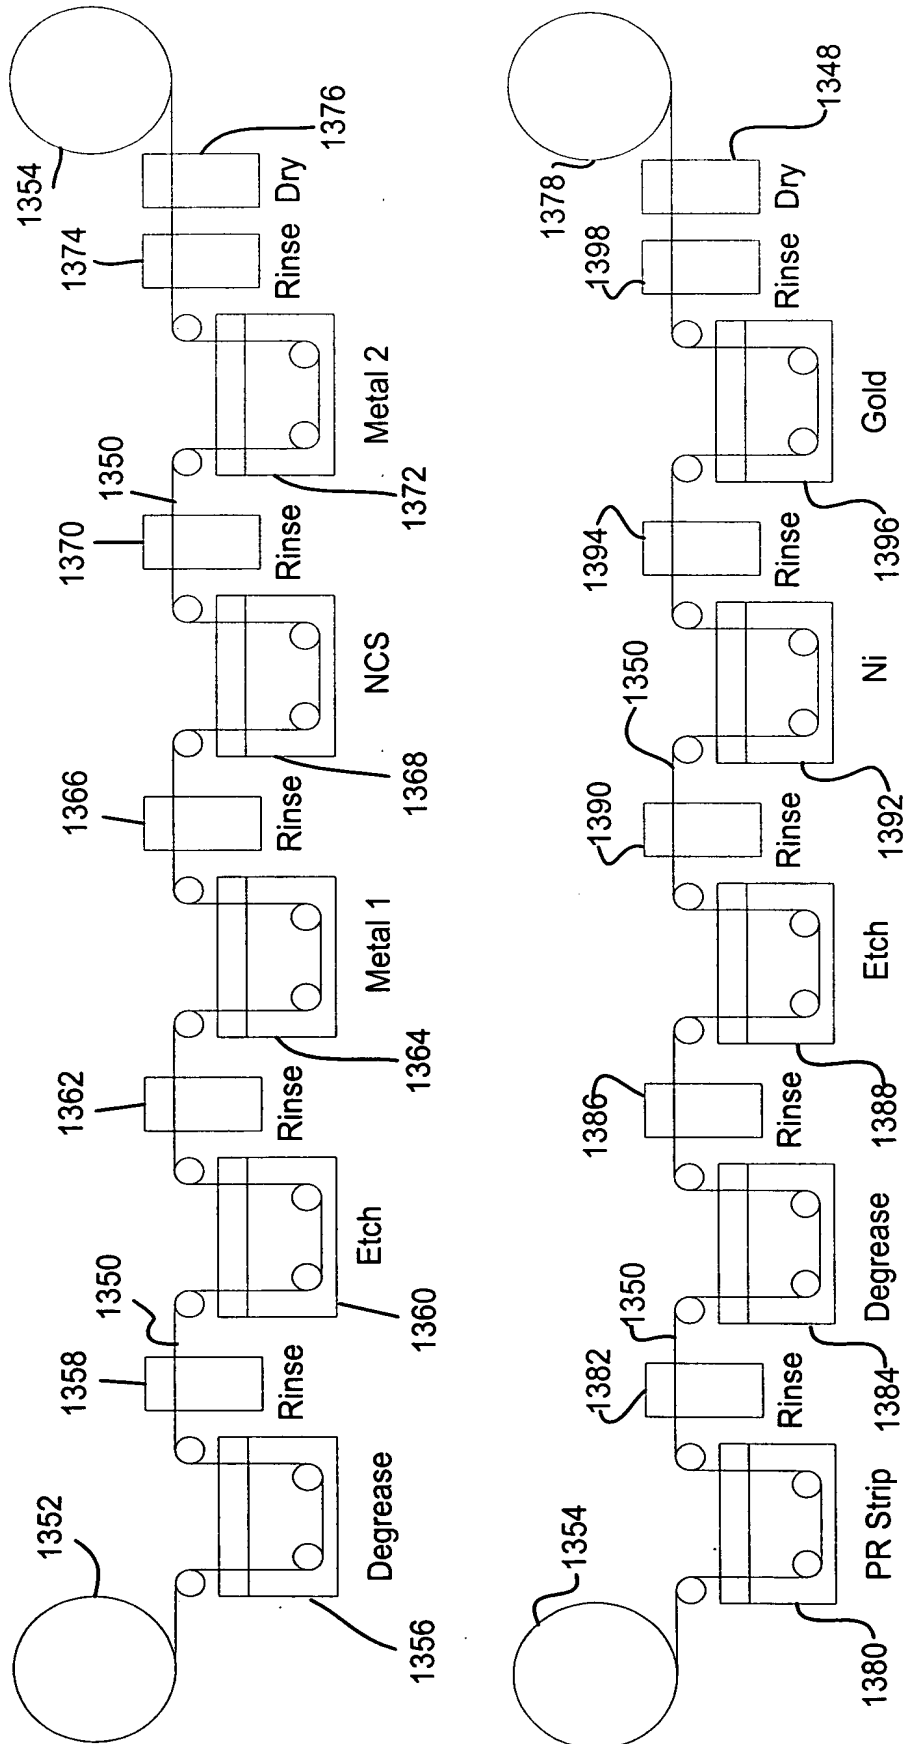 1352
1354
1358
1350
1362
1366
1370
1350
1374
1376
Rinse
Rinse
Rinse
Rinse
Rinse
Dry
Degrease
Etch
Metal 1
NCS
Metal 2
1356
1360
1364
1368
1372
1354
1378
1382
1350
1386
1390
1350
1394
1398
1348
Rinse
Rinse
Rinse
Rinse
Rinse
Dry
PR Strip
Degrease
Etch
Ni
Gold
1380
1384
1388
1392
1396